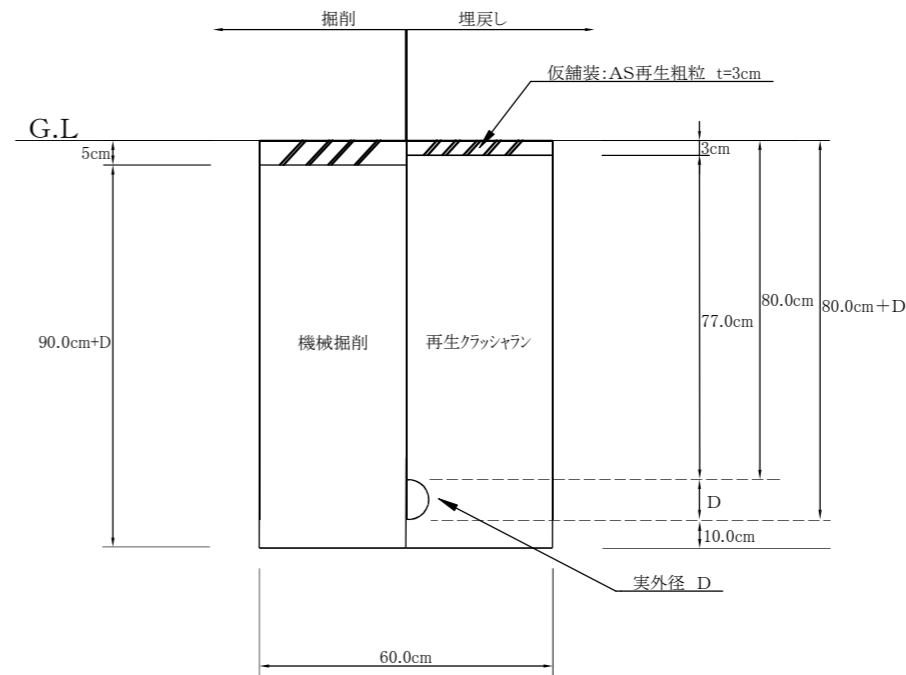 掘削
埋戻し
仮舗装:AS再生粗粒 t=3cm
G.L
5cm
3cm
90.0cm+D
機械掘削
再生クラッシャラン
77.0cm
80.0cm
80.0cm+D
D
10.0cm
実外径 D
60.0cm